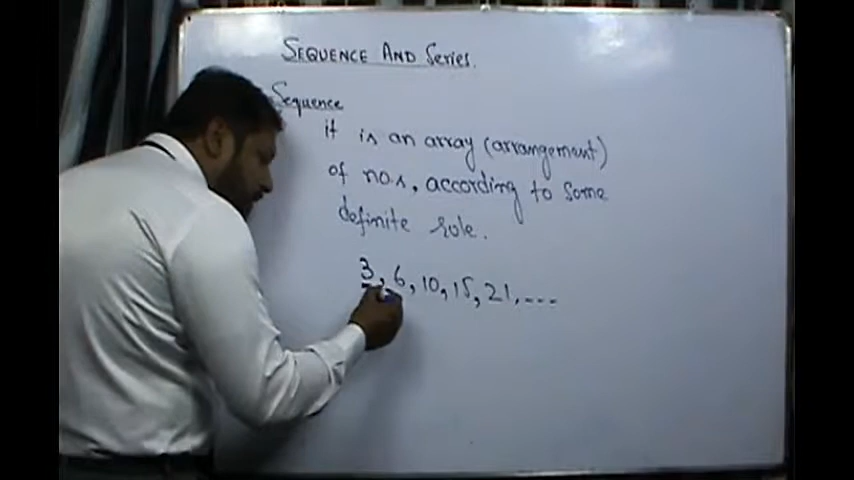 SEQUENCE AND Series.
Sequence
it is an array (arrangement)
of no.s, according to some
definite role.
3, 6, 10, 15, 21, ---